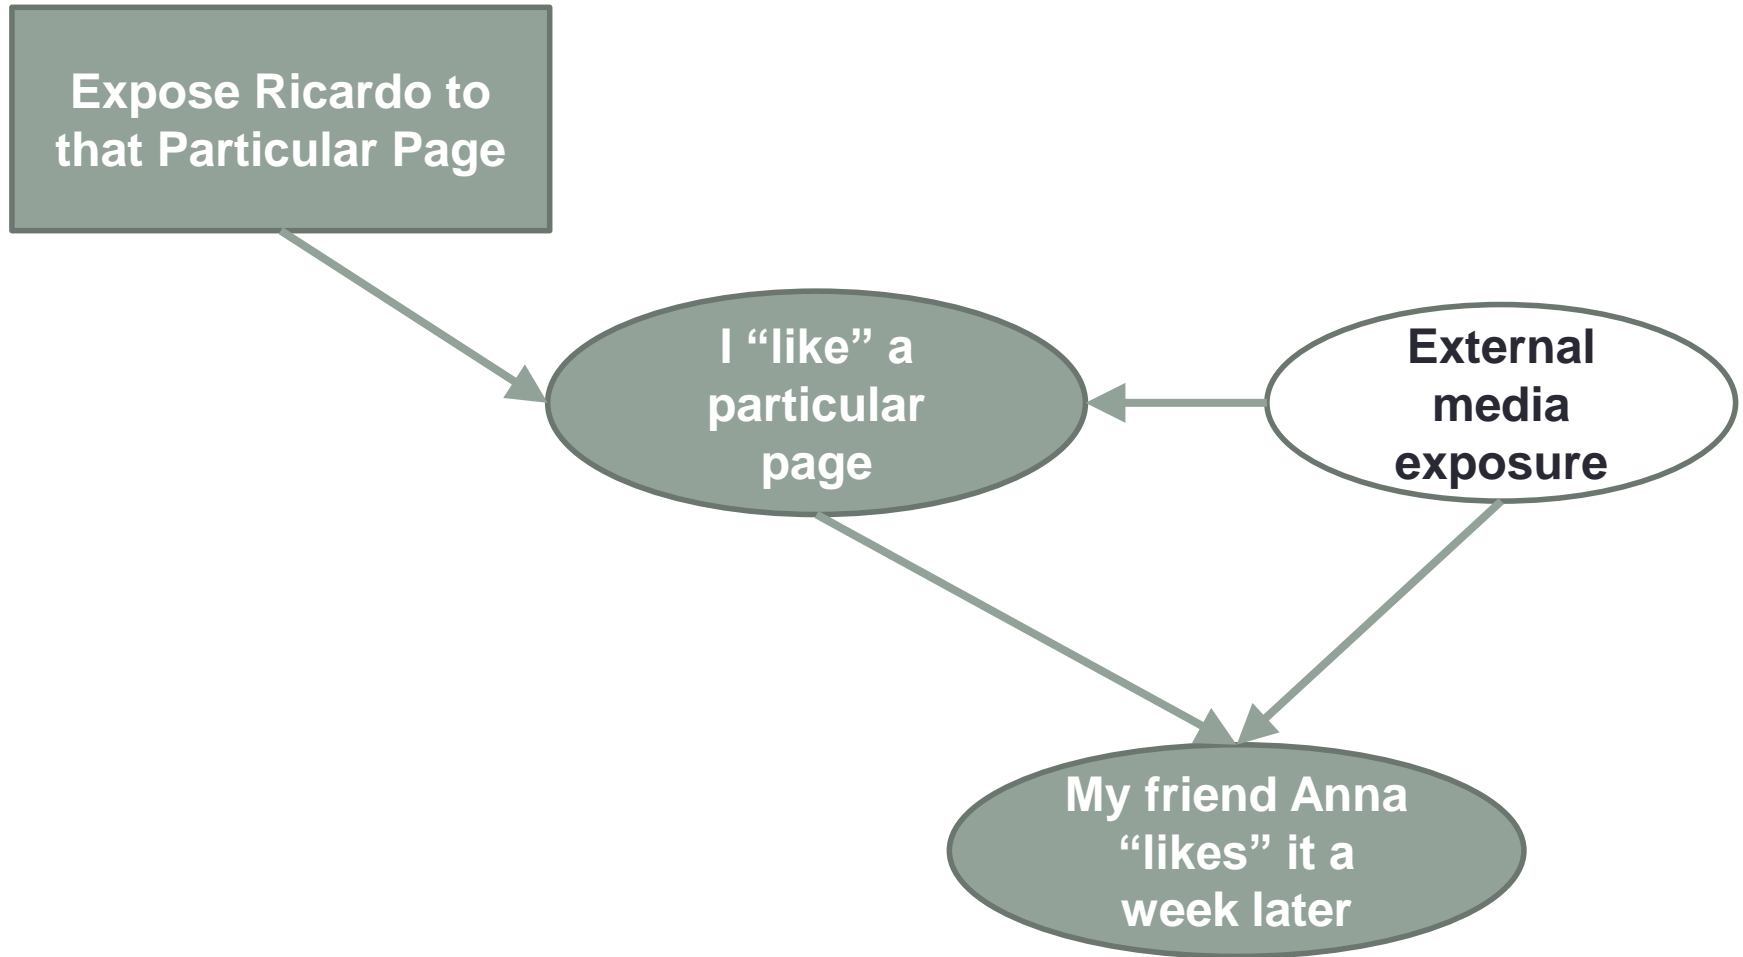 Expose Ricardo to
that Particular Page
I “like” a
particular
page
External
media
exposure
My friend Anna
“likes” it a
week later